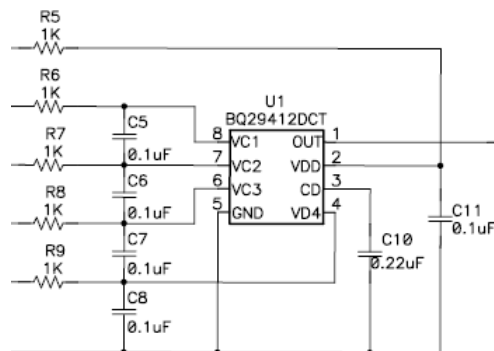 R5
1K
R6
1K
R7
1K
R8
1K
R9
1K
C5
0.1uF
C6
0.1uF
C7
0.1uF
C8
0.1uF
U1
BQ29412DCT
8 VC1 OUT 1
7 VC2 VDD 2
6 VC3 CD 3
5 GND VD4 4
C10
0.22uF
C11
0.1uF